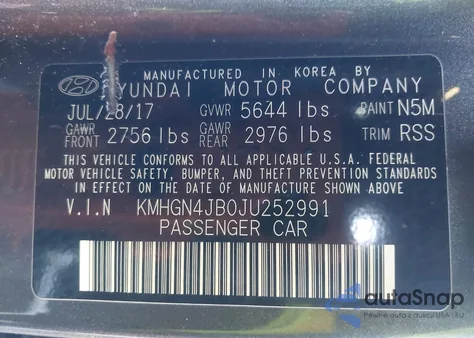 MANUFACTURED IN KOREA BY
HYUNDAI MOTOR COMPANY
JUL/28/17 GVWR 5644 lbs PAINT N5M
GAWR FRONT 2756 lbs GAWR REAR 2976 lbs TRIM RSS
THIS VEHICLE CONFORMS TO ALL APPLICABLE U.S.A. FEDERAL
MOTOR VEHICLE SAFETY, BUMPER, AND THEFT PREVENTION STANDARDS
IN EFFECT ON THE DATE OF MANUFACTURE SHOWN ABOVE.
V.I.N KMHGN4JB0JU252991
PASSENGER CAR
autoSnap